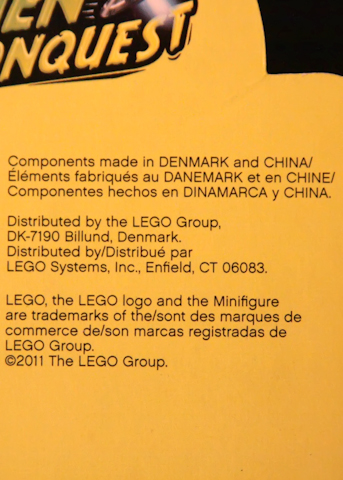 CONQUEST
Components made in DENMARK and CHINA/
Éléments fabriqués au DANEMARK et en CHINE/
Componentes hechos en DINAMARCA y CHINA.
Distributed by the LEGO Group,
DK-7190 Billund, Denmark.
Distributed by/Distribué par
LEGO Systems, Inc., Enfield, CT 06083.
LEGO, the LEGO logo and the Minifigure
are trademarks of the/sont des marques de
commerce de/son marcas registradas de
LEGO Group.
©2011 The LEGO Group.